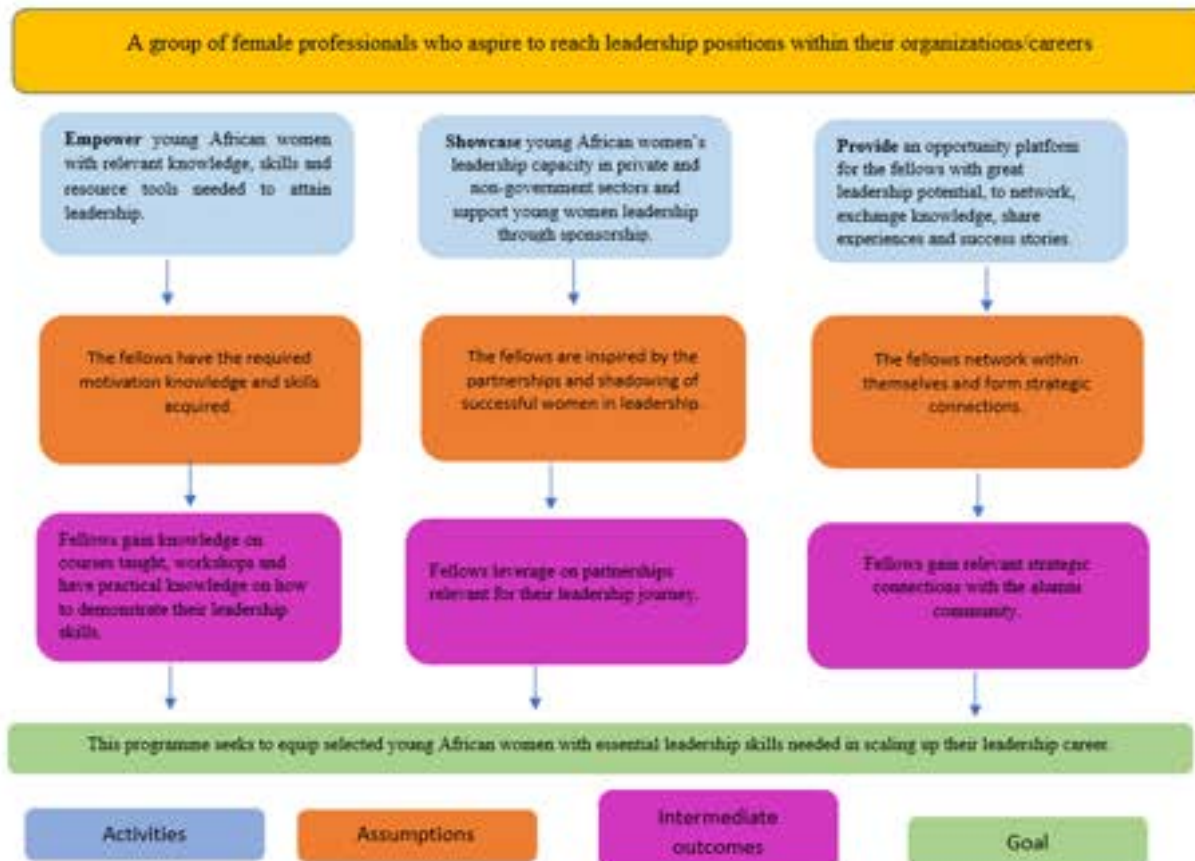 A group of female professionals who aspire to reach leadership positions within their organizations/careers
Empower young African women
with relevant knowledge, skills and
resource tools needed to attain
leadership.
Showcase young African women's
leadership capacity in private and
non-government sectors and
support young women leadership
through sponsorship.
Provide an opportunity platform
for the fellows with great
leadership potential, to network,
exchange knowledge, share
experiences and success stories.
The fellows have the required
motivation knowledge and skills
acquired.
The fellows are inspired by the
partnerships and shadowing of
successful women in leadership.
The fellows network within
themselves and form strategic
connections.
Fellows gain knowledge on
courses taught, workshops and
have practical knowledge on how
to demonstrate their leadership
skills.
Fellows leverage on partnerships
relevant for their leadership journey.
Fellows gain relevant strategic
connections with the alumni
community.
This programme seeks to equip selected young African women with essential leadership skills needed in scaling up their leadership career.
Activities
Assumptions
Intermediate
outcomes
Goal